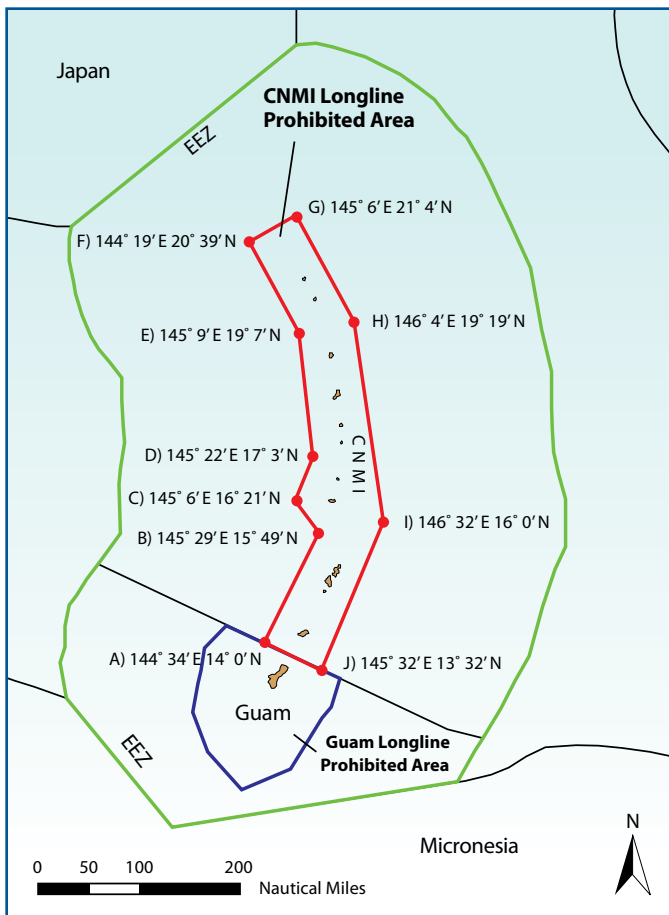 Japan
EEZ
CNMI Longline
Prohibited Area
G) 145° 6' E 21° 4' N
F) 144° 19' E 20° 39' N
H) 146° 4' E 19° 19' N
E) 145° 9' E 19° 7' N
CNMI
D) 145° 22' E 17° 3' N
C) 145° 6' E 16° 21' N
I) 146° 32' E 16° 0' N
B) 145° 29' E 15° 49' N
A) 144° 34' E 14° 0' N
J) 145° 32' E 13° 32' N
Guam
EEZ
Guam Longline
Prohibited Area
Micronesia
N
0 50 100 200
Nautical Miles